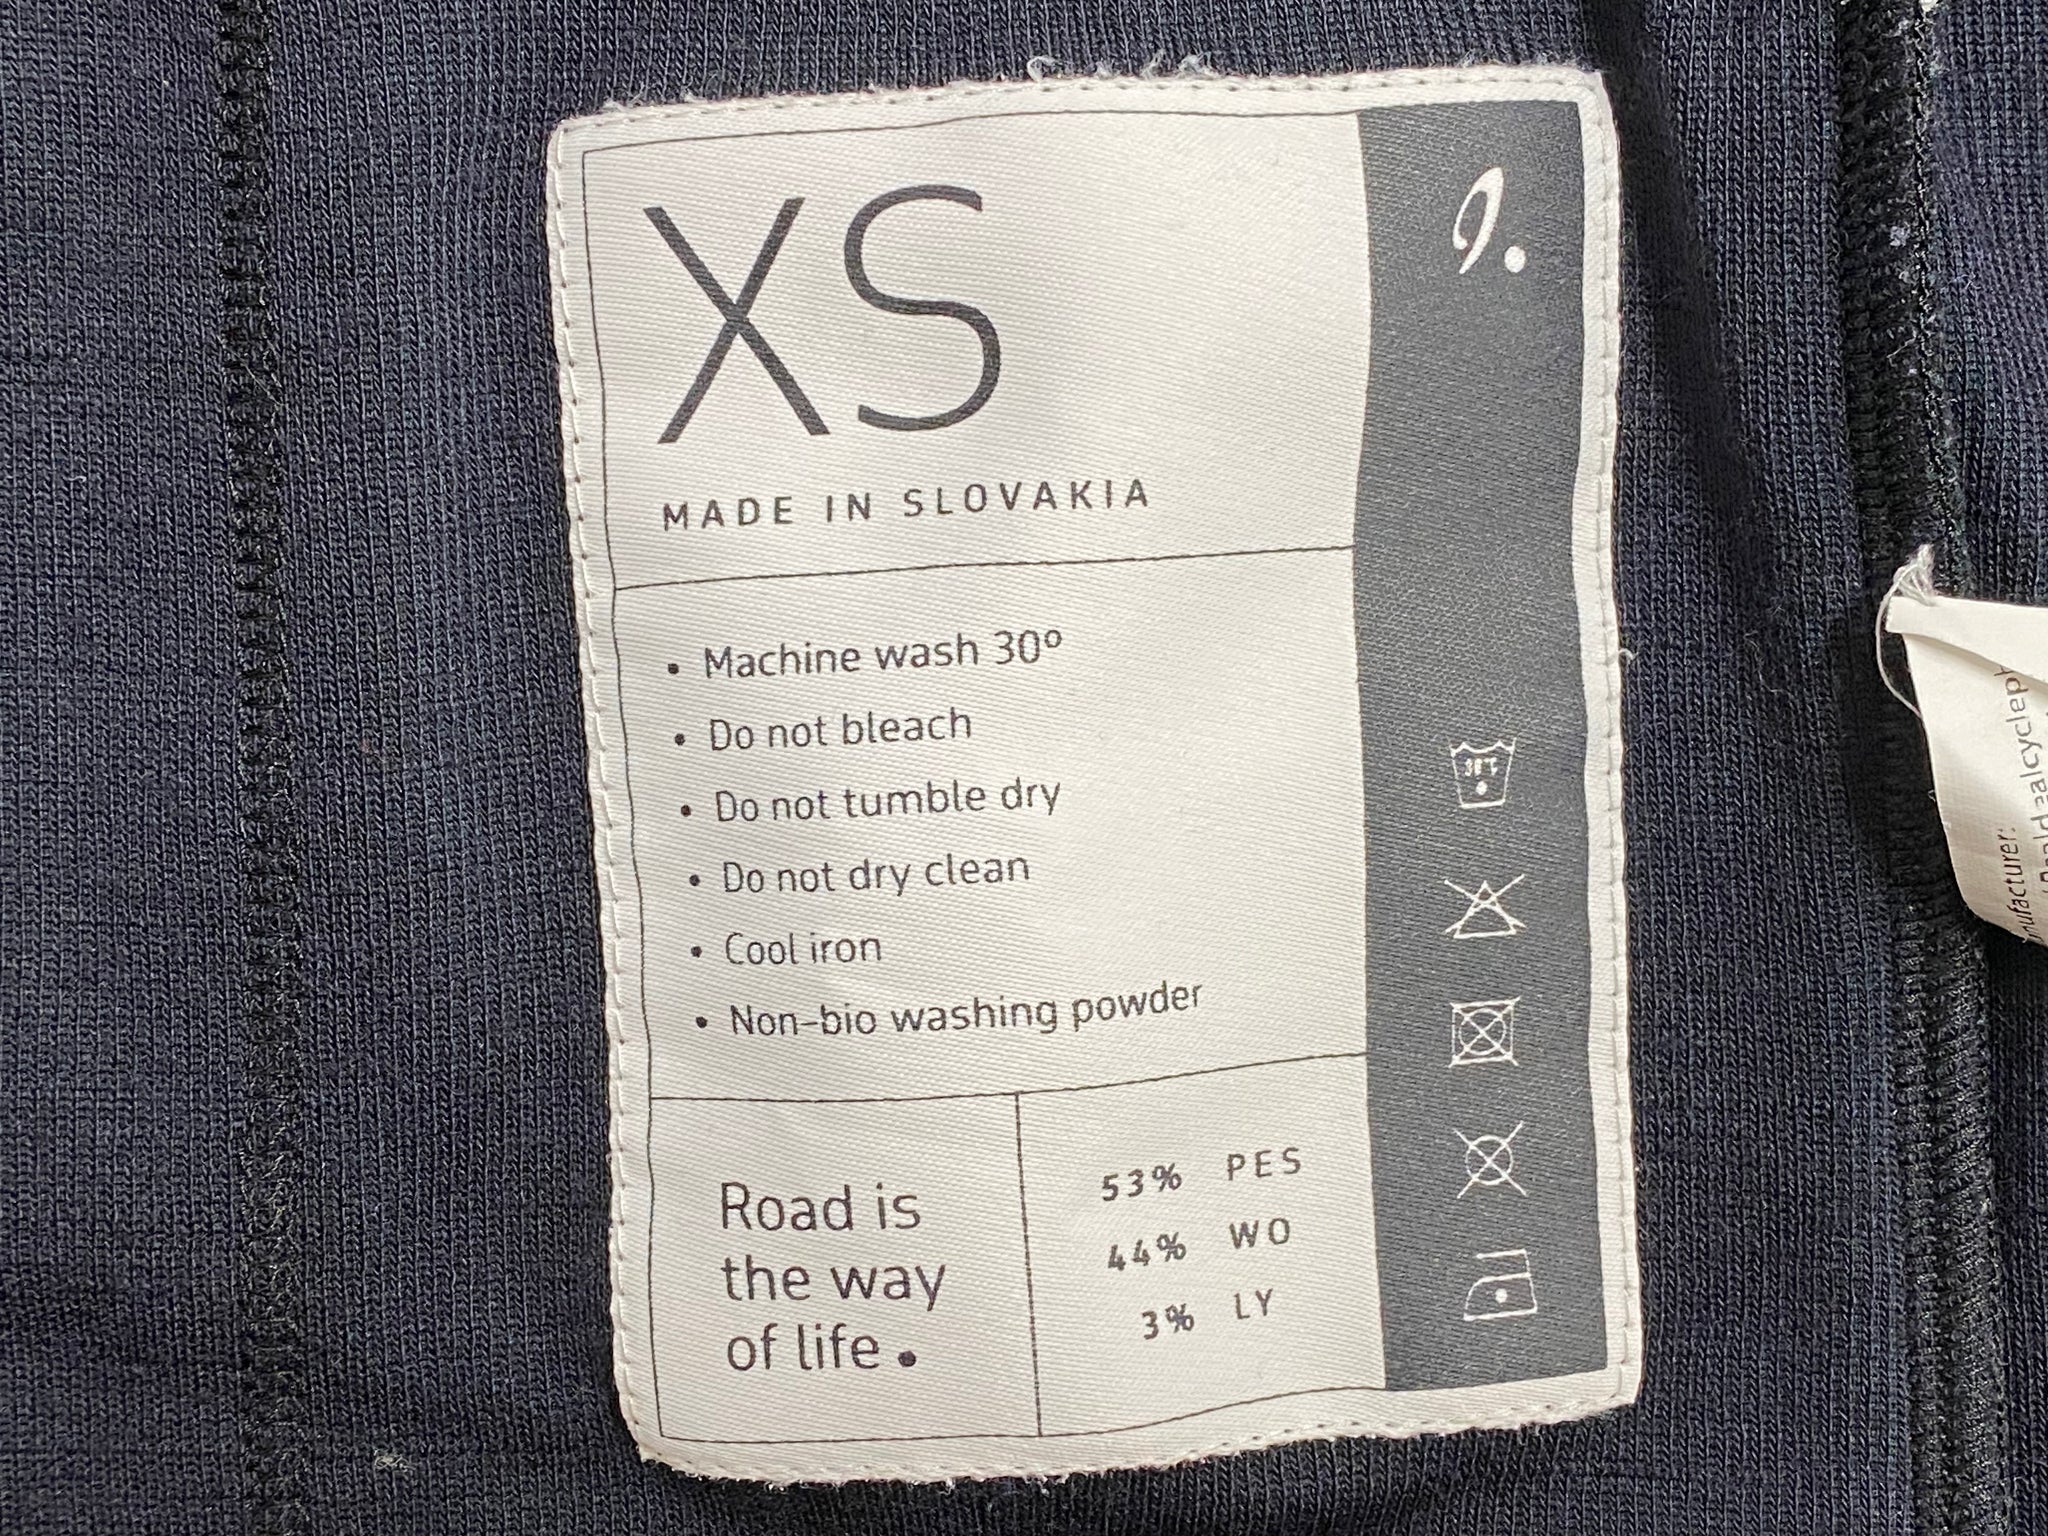 XS
MADE IN SLOVAKIA
• Machine wash 30º
• Do not bleach
• Do not tumble dry
• Do not dry clean
• Cool iron
• Non-bio washing powder
Road is
the way
of life.
53% PES
44% WO
3% LY